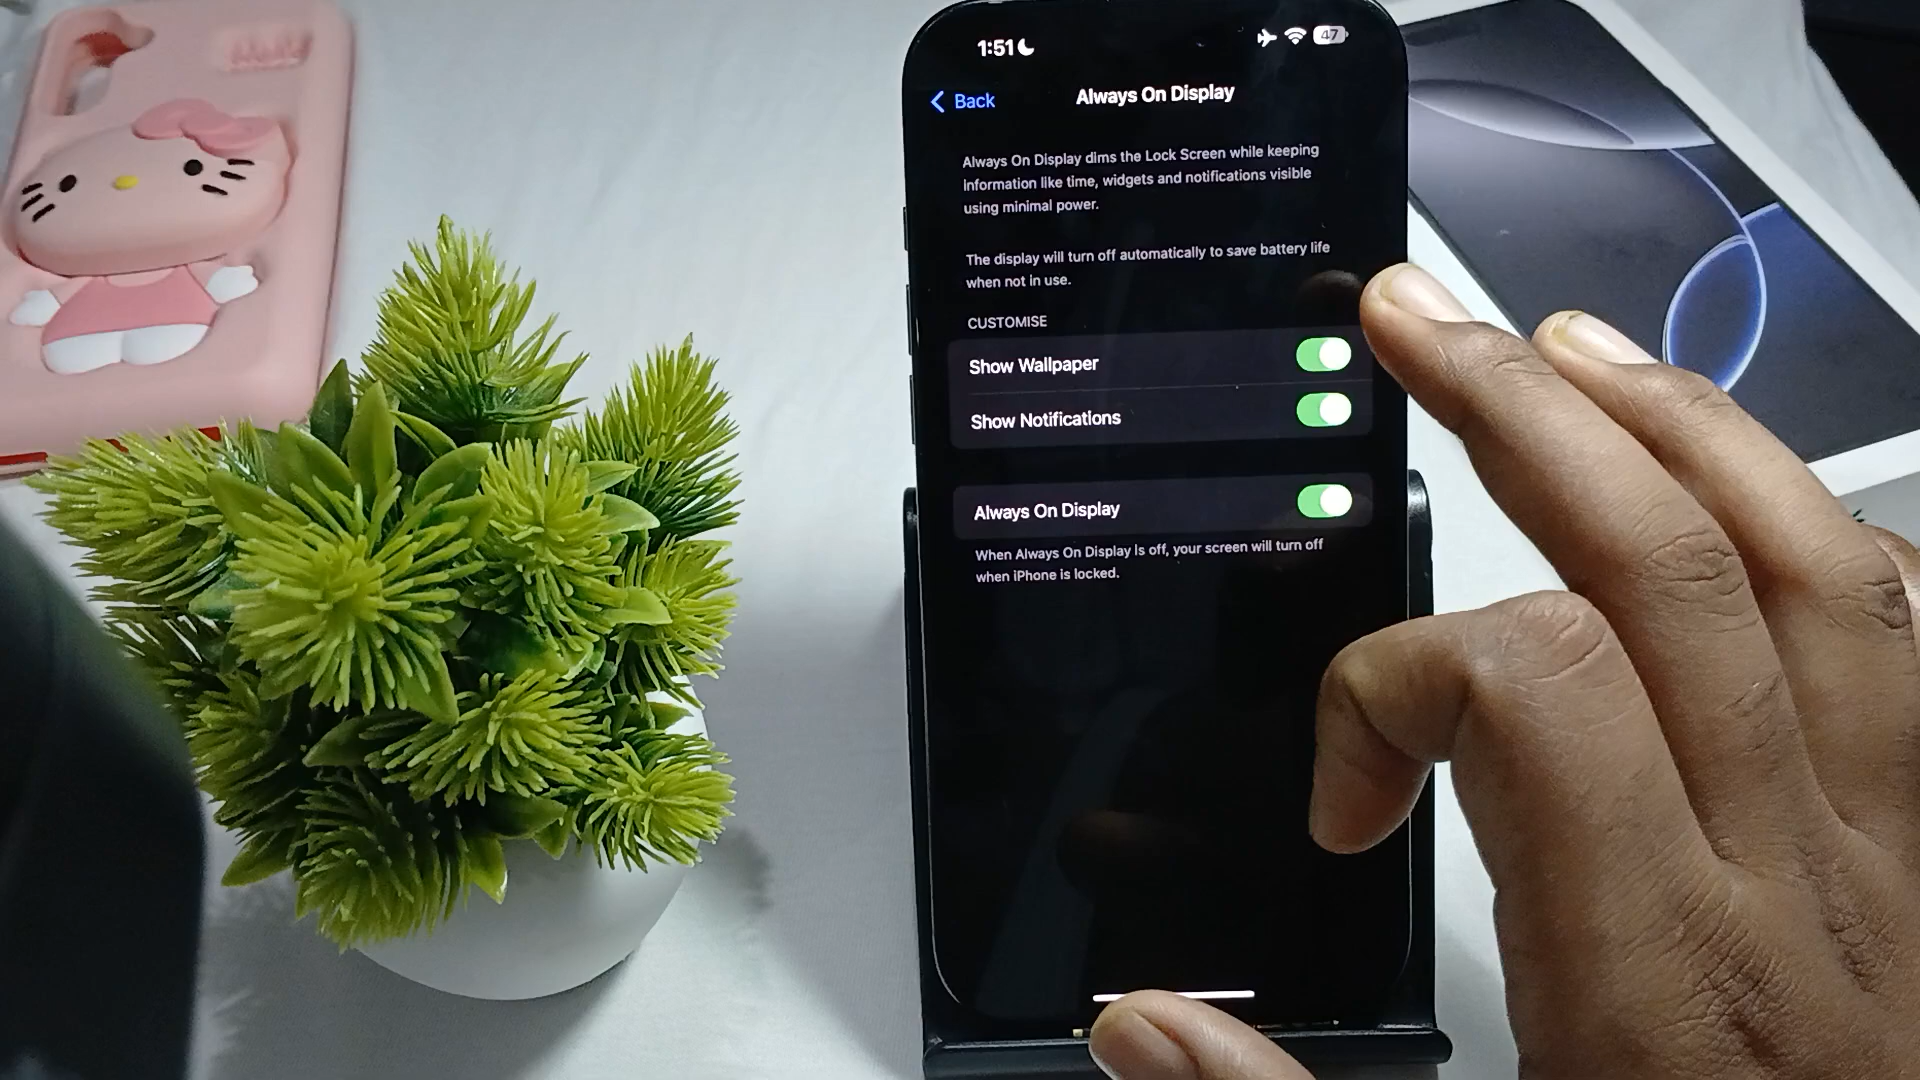 1:51
47
Back
Always On Display
Always On Display dims the Lock Screen while keeping
information like time, widgets and notifications visible
using minimal power.
The display will turn off automatically to save battery life
when not in use.
CUSTOMISE
Show Wallpaper
Show Notifications
Always On Display
When Always On Display is off, your screen will turn off
when iPhone is locked.